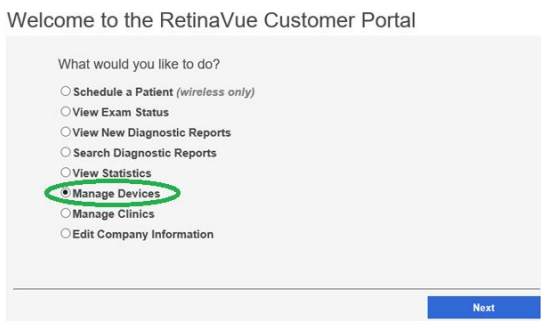 Welcome to the RetinaVue Customer Portal
What would you like to do?
Schedule a Patient (wireless only)
View Exam Status
View New Diagnostic Reports
Search Diagnostic Reports
View Statistics
Manage Devices
Manage Clinics
Edit Company Information
Next